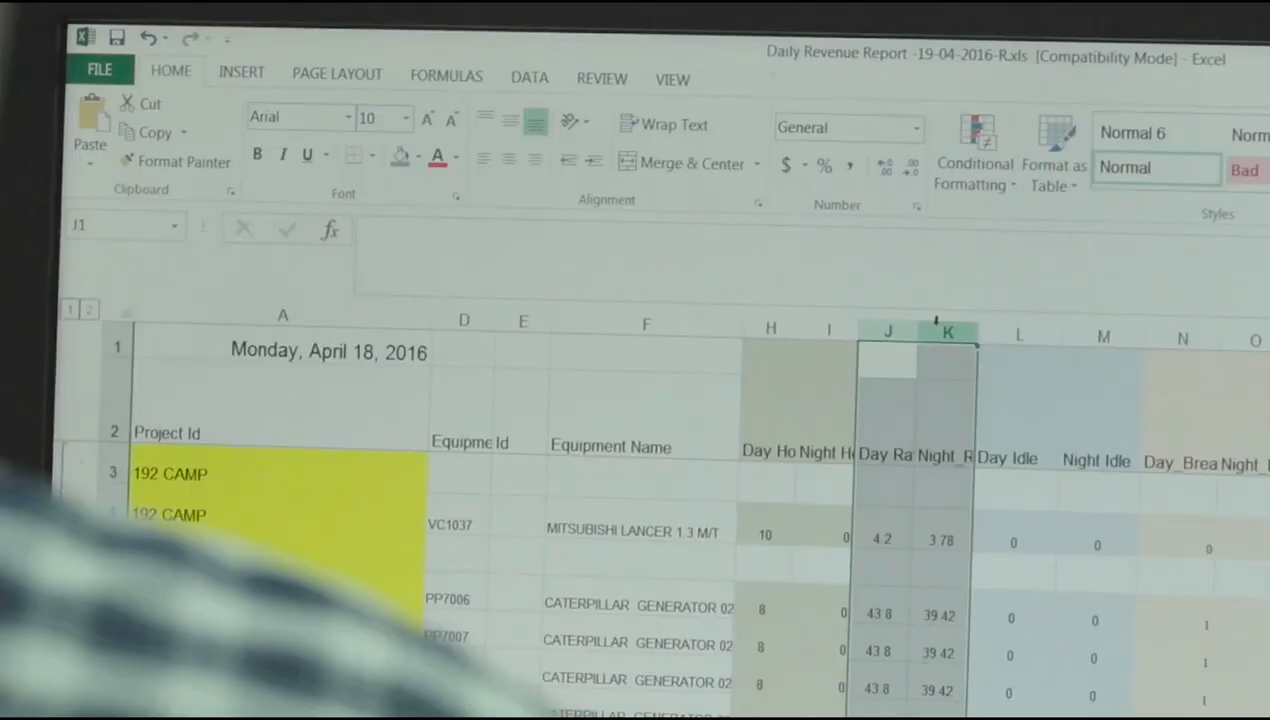 Daily Revenue Report -19-04-2016-R.xls [Compatibility Mode] - Excel
FILE HOME INSERT PAGE LAYOUT FORMULAS DATA REVIEW VIEW
Cut
Copy
Paste
Format Painter
Clipboard
Arial 10
B I U A
Font
Wrap Text
Merge & Center
Alignment
General
$ % ,
Number
Conditional Formatting
Format as Table
Normal 6 Norm
Normal Bad
Styles
J1 fx
1 2
A D E F H I J K L M N O
1 Monday, April 18, 2016
2 Project Id Equipme Id Equipment Name Day Ho Night H Day Ra Night_R Day Idle Night Idle Day_Brea Night_
3 192 CAMP
192 CAMP VC1037 MITSUBISHI LANCER 1 3 M/T 10 0 4.2 3 78 0 0 0
PP7006 CATERPILLAR GENERATOR 02 8 0 43 8 39 42 0 0 1
PP7007 CATERPILLAR GENERATOR 02 8 0 43 8 39 42 0 0 1
CATERPILLAR GENERATOR 02 8 0 43 8 39 42 0 0 1